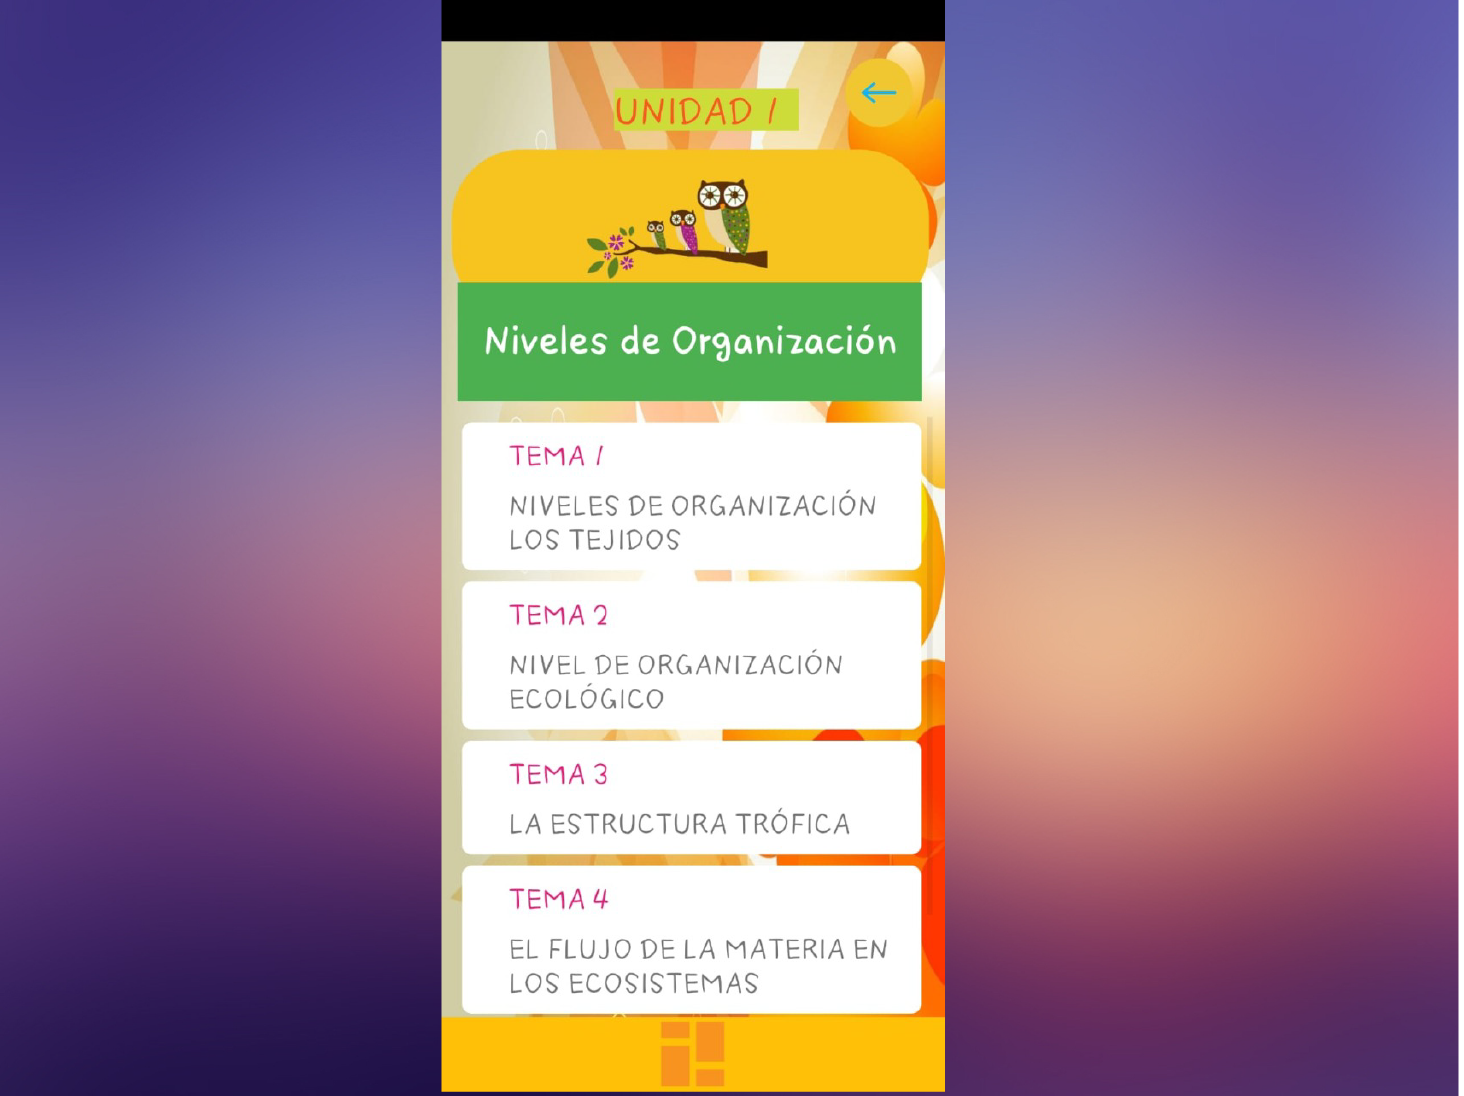 UNIDAD 1
Niveles de Organización
TEMA 1
NIVELES DE ORGANIZACIÓN
LOS TEJIDOS
TEMA 2
NIVEL DE ORGANIZACIÓN
ECOLÓGICO
TEMA 3
LA ESTRUCTURA TRÓFICA
TEMA 4
EL FLUJO DE LA MATERIA EN
LOS ECOSISTEMAS